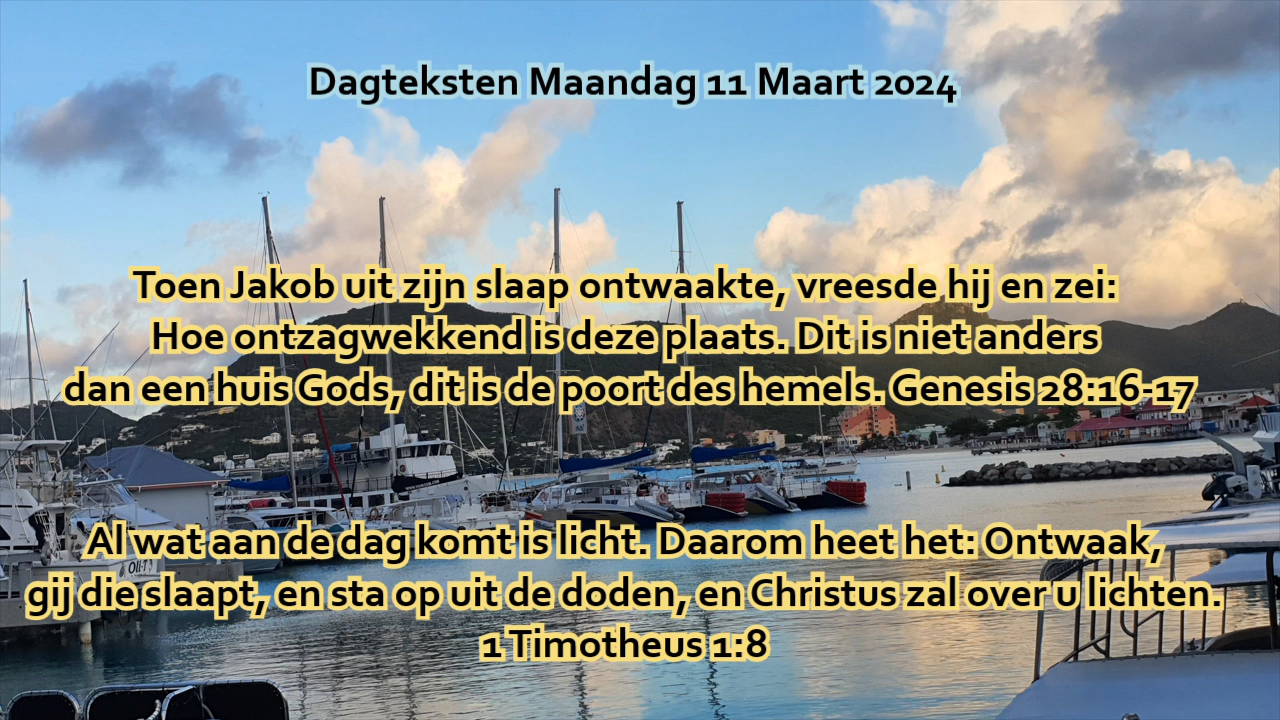 Dagteksten Maandag 11 Maart 2024
Toen Jakob uit zijn slaap ontwaakte, vreesde hij en zei:
Hoe ontzagwekkend is deze plaats. Dit is niet anders
dan een huis Gods, dit is de poort des hemels. Genesis 28:16-17
Al wat aan de dag komt is licht. Daarom heet het: Ontwaak,
gij die slaapt, en sta op uit de doden, en Christus zal over u lichten.
1 Timotheus 1:8